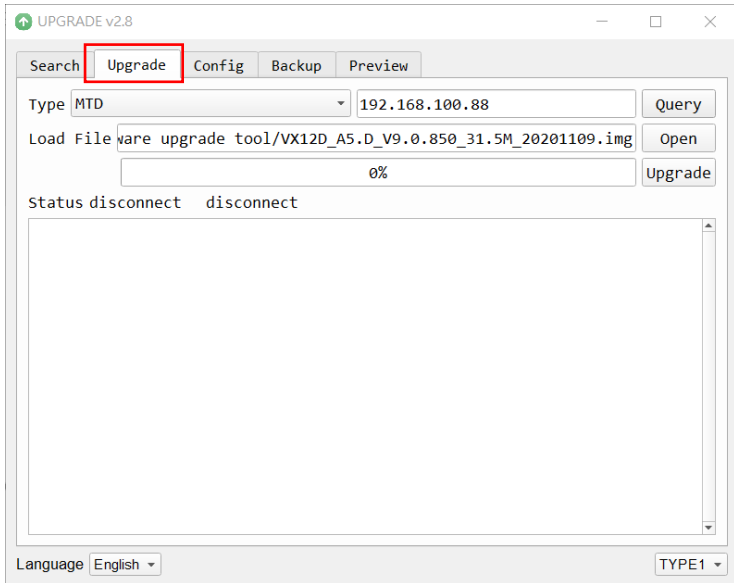 UPGRADE v2.8
Search Upgrade Config Backup Preview
Type MTD 192.168.100.88 Query
Load File ware upgrade tool/VX12D_A5.D_V9.0.850_31.5M_20201109.img Open
0% Upgrade
Status disconnect disconnect
Language English TYPE1